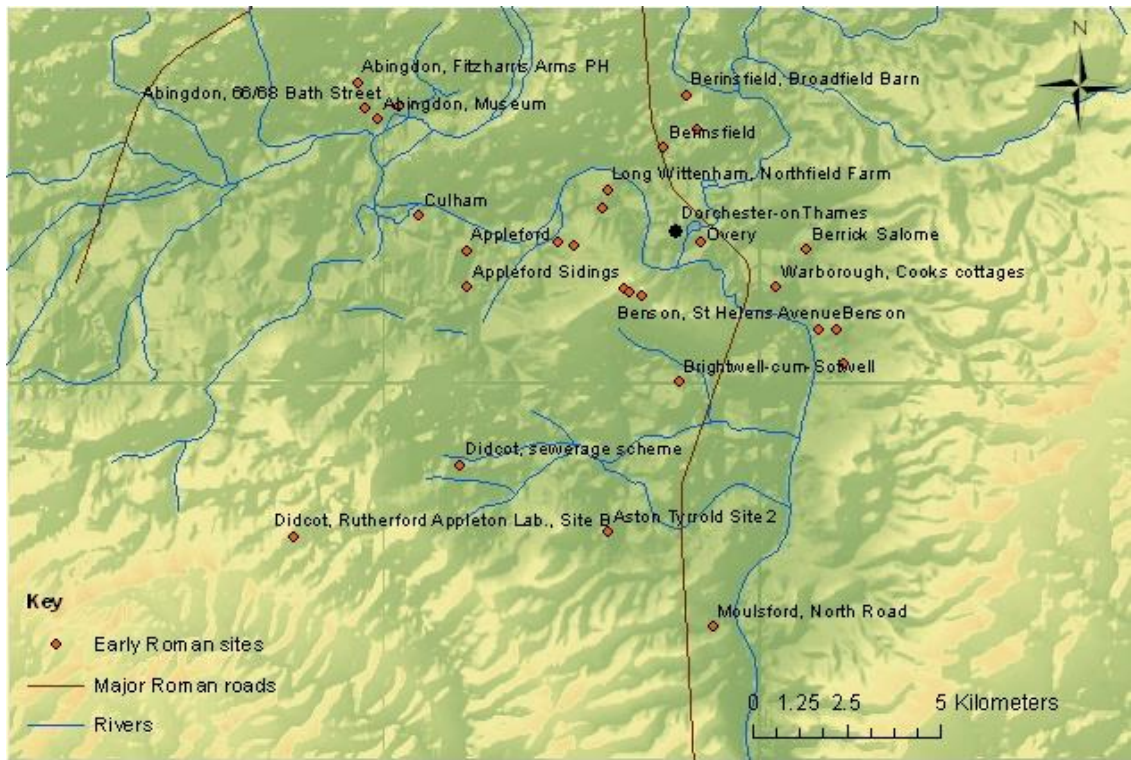 N
Abingdon, Fitzharris Arms PH
Abingdon, 66/68 Bath Street
Abingdon, Museum
Berinsfield, Broadfield Barn
Berinsfield
Long Wittenham, Northfield Farm
Culham
Dorchester-on Thames
Appleford
Overy
Berrick Salome
Appleford Sidings
Warborough, Cooks cottages
Benson, St Helens Avenue
Benson
Brightwell-cum-Sotwell
Didcot, sewerage scheme
Didcot, Rutherford Appleton Lab., Site B
Aston Tyrrold Site 2
Moulsford, North Road
Key
Early Roman sites
Major Roman roads
Rivers
0 1.25 2.5 5 Kilometers